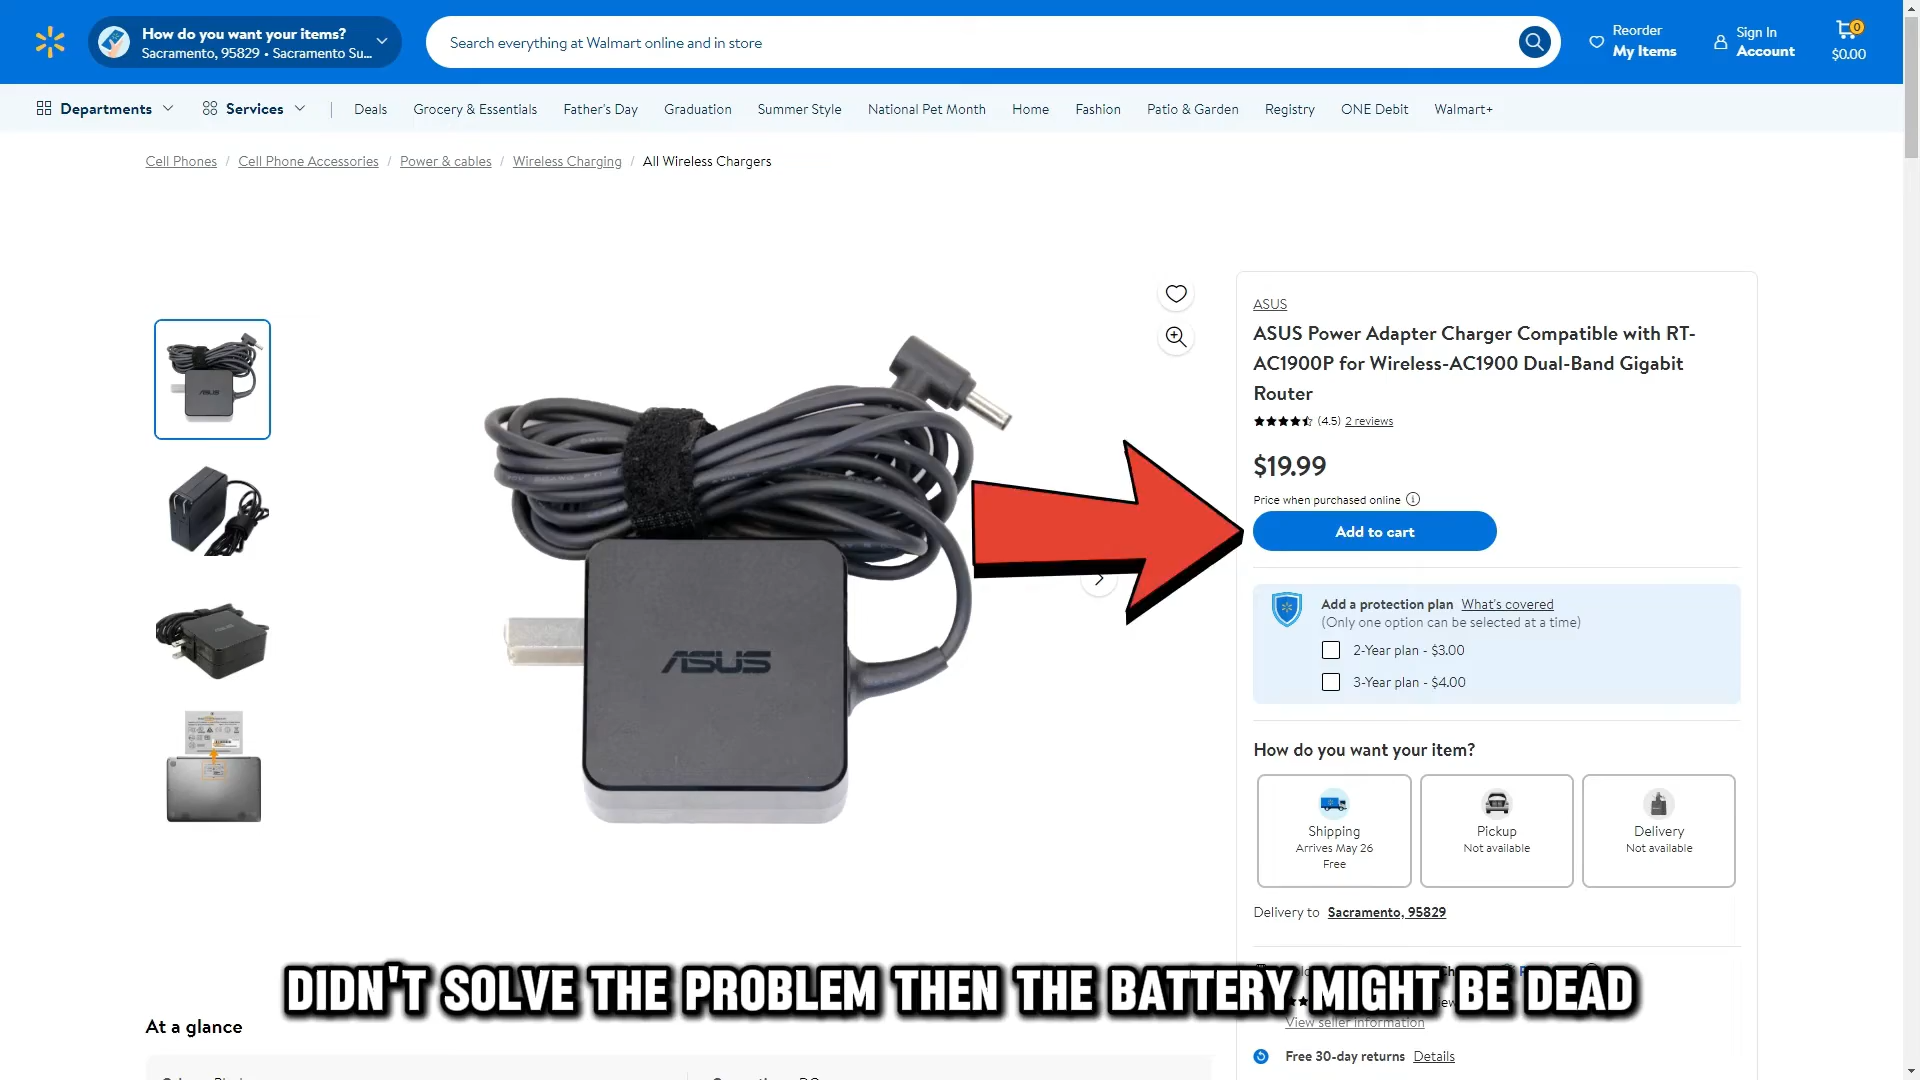 How do you want your items?
Sacramento, 95829 • Sacramento Su...
Search everything at Walmart online and in store
Reorder
My Items
Sign In
Account
0
$0.00
Departments
Services
Deals
Grocery & Essentials
Father's Day
Graduation
Summer Style
National Pet Month
Home
Fashion
Patio & Garden
Registry
ONE Debit
Walmart+
Cell Phones / Cell Phone Accessories / Power & cables / Wireless Charging / All Wireless Chargers
ASUS
ASUS
ASUS Power Adapter Charger Compatible with RT-
AC1900P for Wireless-AC1900 Dual-Band Gigabit
Router
(4.5) 2 reviews
$19.99
Price when purchased online
Add to cart
Add a protection plan What's covered
(Only one option can be selected at a time)
2-Year plan - $3.00
3-Year plan - $4.00
How do you want your item?
Shipping
Arrives May 26
Free
Pickup
Not available
Delivery
Not available
Delivery to Sacramento, 95829
DIDN'T SOLVE THE PROBLEM THEN THE BATTERY MIGHT BE DEAD
View seller information
At a glance
Free 30-day returns Details